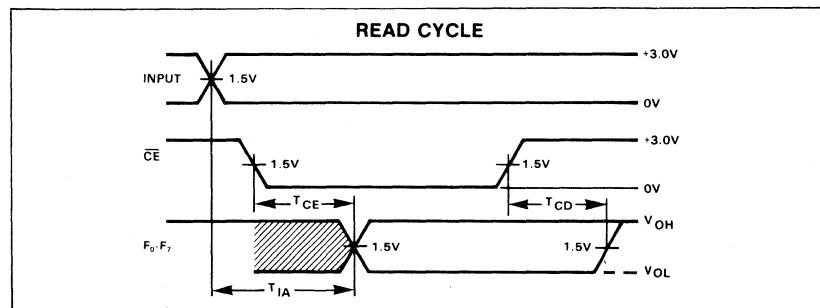 READ CYCLE
+3.0V
INPUT
1.5V
0V
+3.0V
CE
1.5V
1.5V
0V
TCE
TCD
VOH
F0-F7
1.5V
1.5V
VOL
TIA